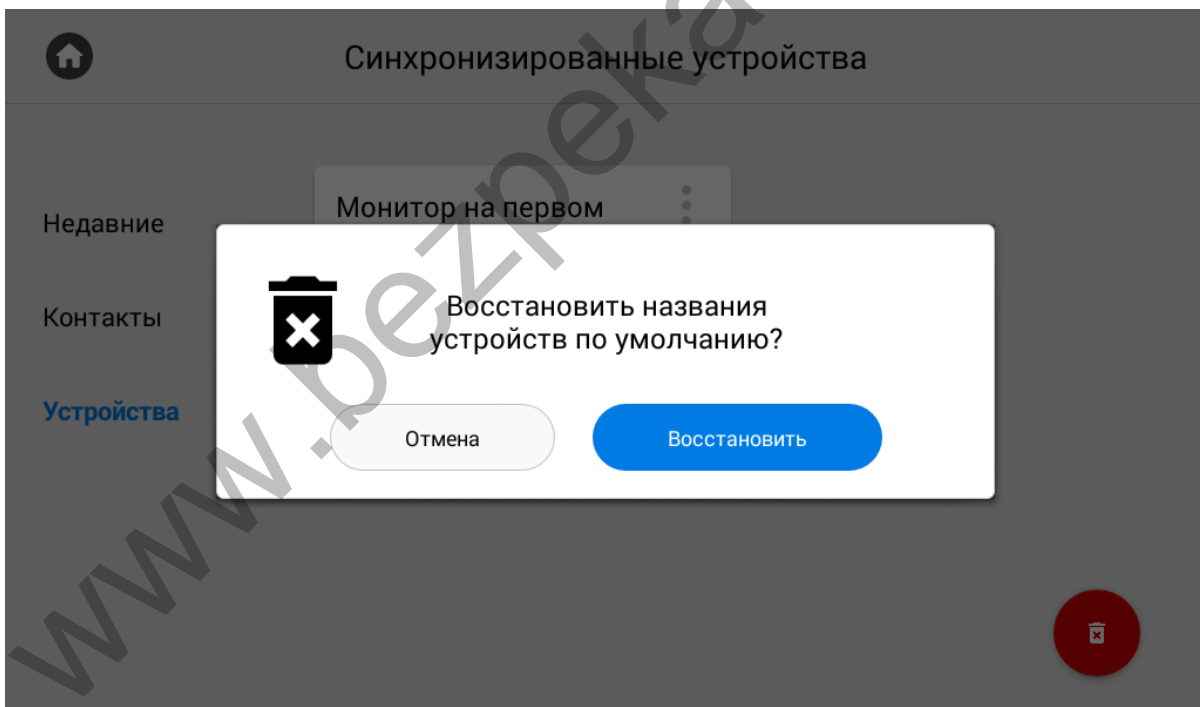 Синхронизированные устройства
Недавние
Монитор на первом
Контакты
Устройства
Восстановить названия
устройств по умолчанию?
Отмена
Восстановить
www.bezpeka